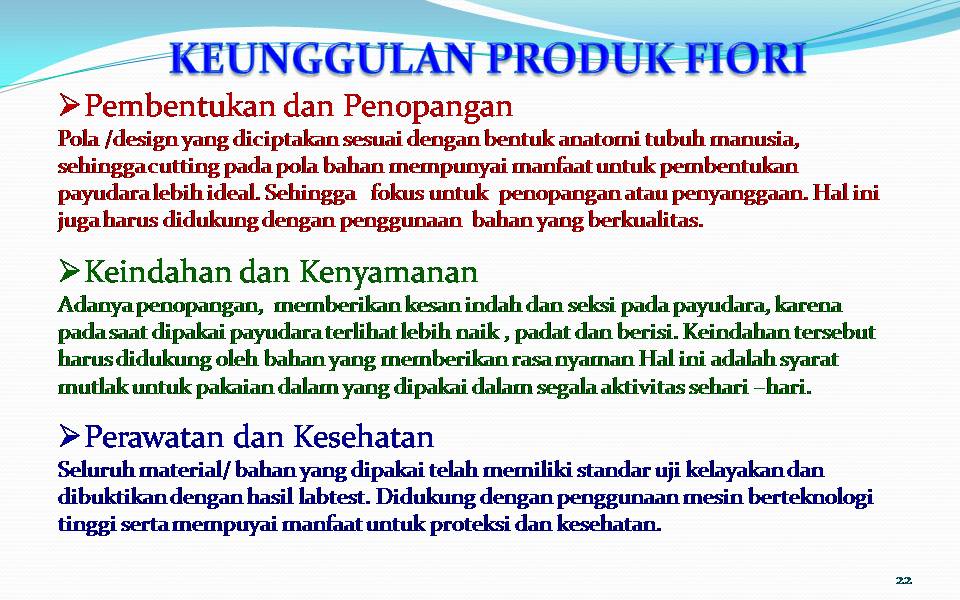 KEUNGGULAN PRODUK FIORI
➢Pembentukan dan Penopangan
Pola /design yang diciptakan sesuai dengan bentuk anatomi tubuh manusia,
sehingga cutting pada pola bahan mempunyai manfaat untuk pembentukan
payudara lebih ideal. Sehingga fokus untuk penopangan atau penyanggaan. Hal ini
juga harus didukung dengan penggunaan bahan yang berkualitas.
➢Keindahan dan Kenyamanan
Adanya penopangan, memberikan kesan indah dan seksi pada payudara, karena
pada saat dipakai payudara terlihat lebih naik , padat dan berisi. Keindahan tersebut
harus didukung oleh bahan yang memberikan rasa nyaman Hal ini adalah syarat
mutlak untuk pakaian dalam yang dipakai dalam segala aktivitas sehari –hari.
➢Perawatan dan Kesehatan
Seluruh material/ bahan yang dipakai telah memiliki standar uji kelayakan dan
dibuktikan dengan hasil labtest. Didukung dengan penggunaan mesin berteknologi
tinggi serta mempuyai manfaat untuk proteksi dan kesehatan.
22